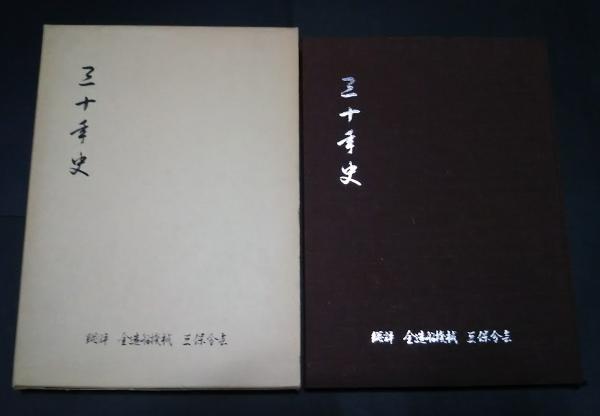 三十年史
総評 全造船機械 三保分会
三十年史
総評 全造船機械 三保分会